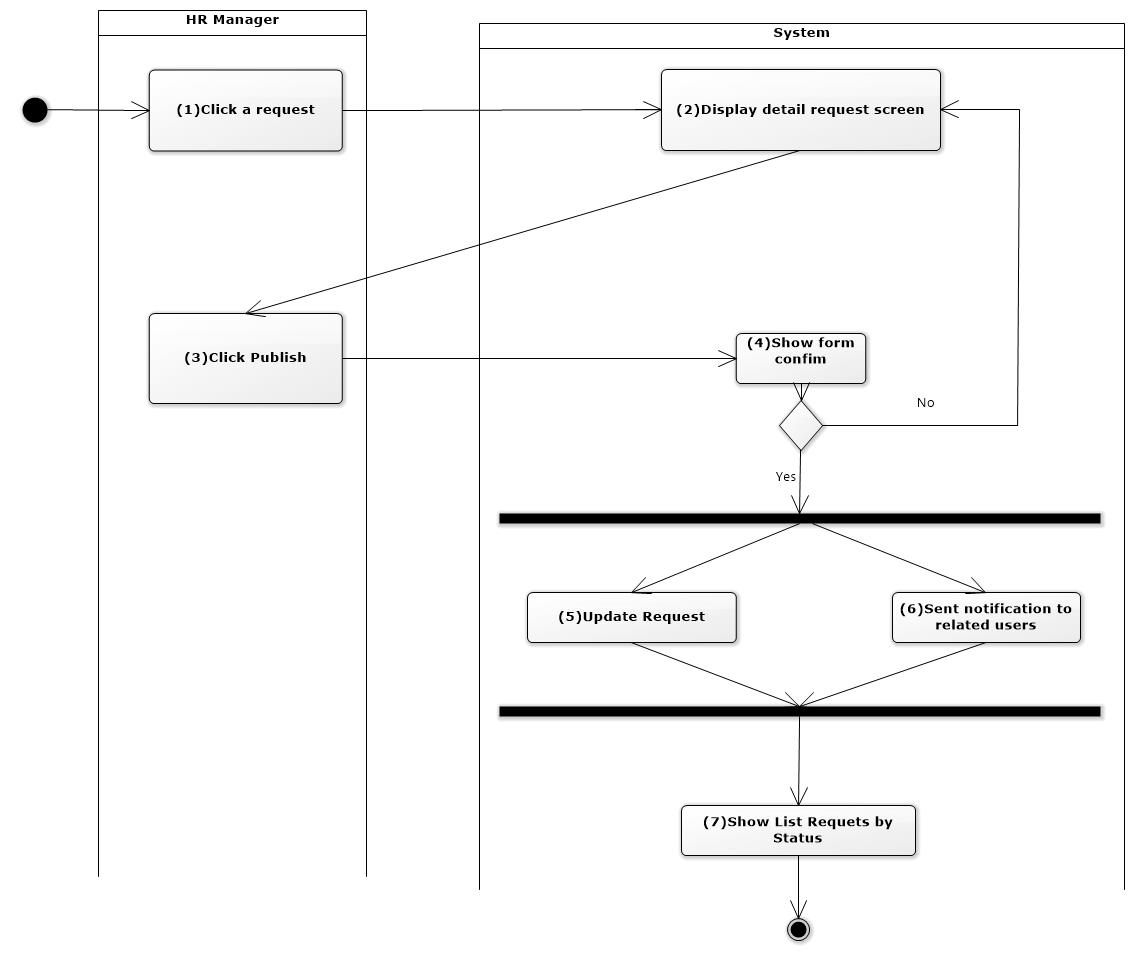 HR Manager
System
(1)Click a request
(2)Display detail request screen
(3)Click Publish
(4)Show form
confim
No
Yes
(5)Update Request
(6)Sent notification to
related users
(7)Show List Requets by
Status